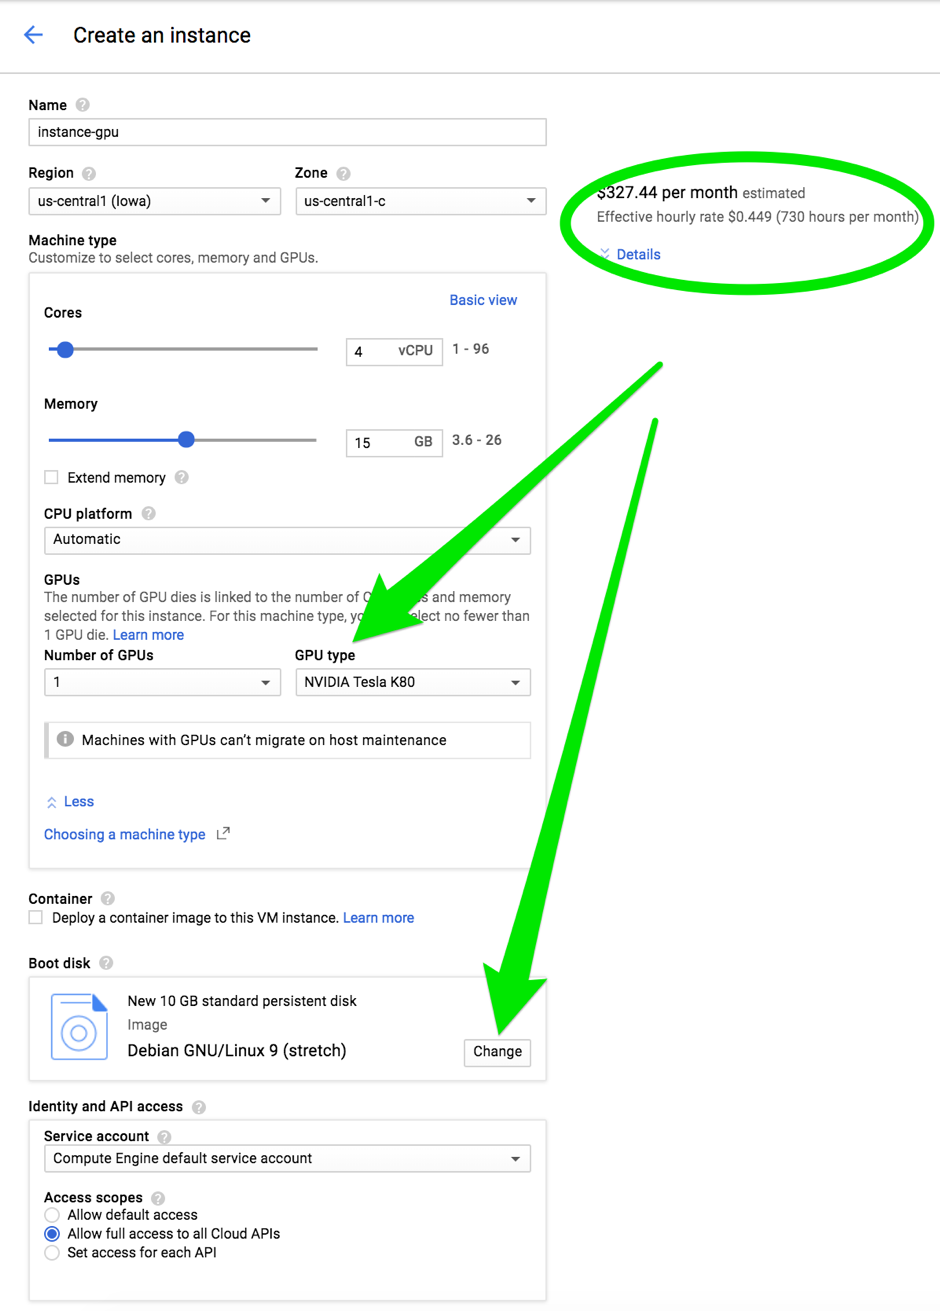 Create an instance
Name
instance-gpu
Region
Zone
us-central1 (Iowa)
us-central1-c
$327.44 per month estimated
Effective hourly rate $0.449 (730 hours per month)
Details
Machine type
Customize to select cores, memory and GPUs.
Basic view
Cores
4 vCPU
1 - 96
Memory
15 GB
3.6 - 26
Extend memory
CPU platform
Automatic
GPUs
The number of GPU dies is linked to the number of and memory
selected for this instance. For this machine type, select no fewer than
1 GPU die. Learn more
Number of GPUs
GPU type
1
NVIDIA Tesla K80
Machines with GPUs can't migrate on host maintenance
Less
Choosing a machine type
Container
Deploy a container image to this VM instance. Learn more
Boot disk
New 10 GB standard persistent disk
Image
Debian GNU/Linux 9 (stretch)
Change
Identity and API access
Service account
Compute Engine default service account
Access scopes
Allow default access
Allow full access to all Cloud APIs
Set access for each API